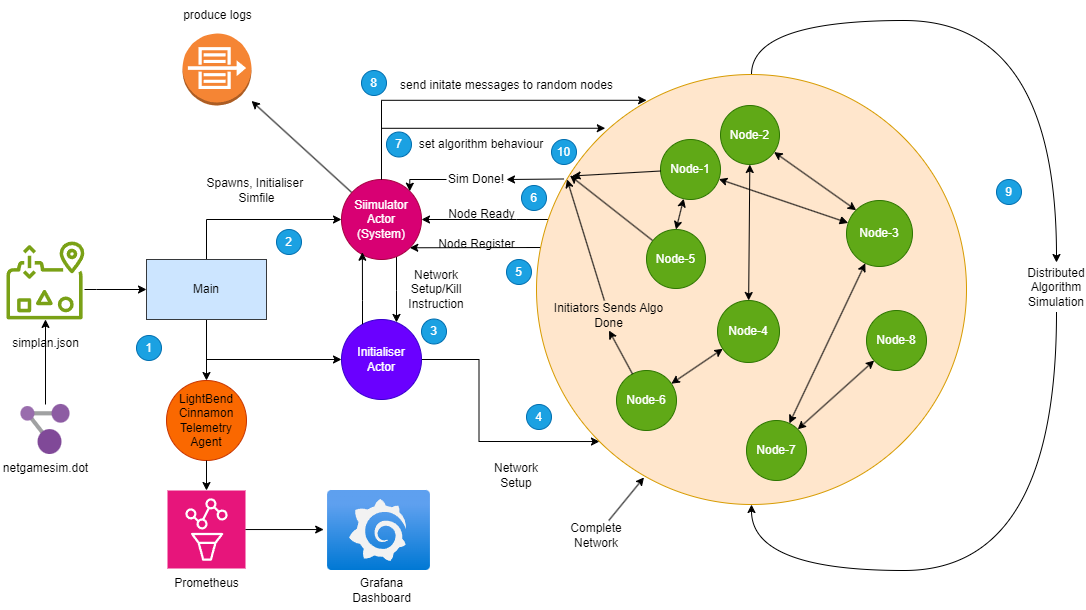 produce logs
8
send initate messages to random nodes
7
set algorithm behaviour
10
Node-2
Node-1
Spawns, Initialiser
Simfile
Sim Done!
6
9
Siimulator
Actor
(System)
Node Ready
Node-3
2
Node Register
Node-5
5
Main
Network
Setup/Kill
Instruction
Distributed
Algorithm
Simulation
Initiators Sends Algo
Done
simplan.json
1
3
Node-4
Node-8
Initialiser
Actor
LightBend
Cinnamon
Telemetry
Agent
Node-6
4
netgamesim.dot
Node-7
Network
Setup
Complete
Network
Prometheus
Grafana
Dashboard